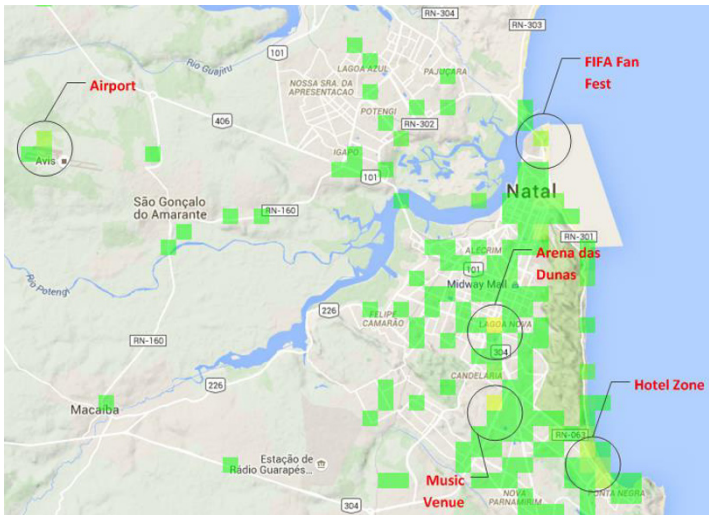 RN-304
RN-303
101
Rio Guajiru
LAGOA AZUL
PAJUÇARA
FIFA Fan
Fest
Airport
NOSSA SRA. DA
APRESENTACAO
POTENGI
406
RN-302
IGAPO
Avis
101
Natal
São Gonçalo
do Amarante
RN-160
RN-301
ALECRIM
Arena das
Dunas
101
Midway Mall
Rio Potengi
226
FELIPE
CAMARÃO
LAGOA NOVA
RN-160
304
CANDELARIA
226
Hotel Zone
Macaíba
RN-063
Estação de
Rádio Guarapés...
Music
Venue
NOVA
PARNAMIRIM
PONTA NEGRA
304